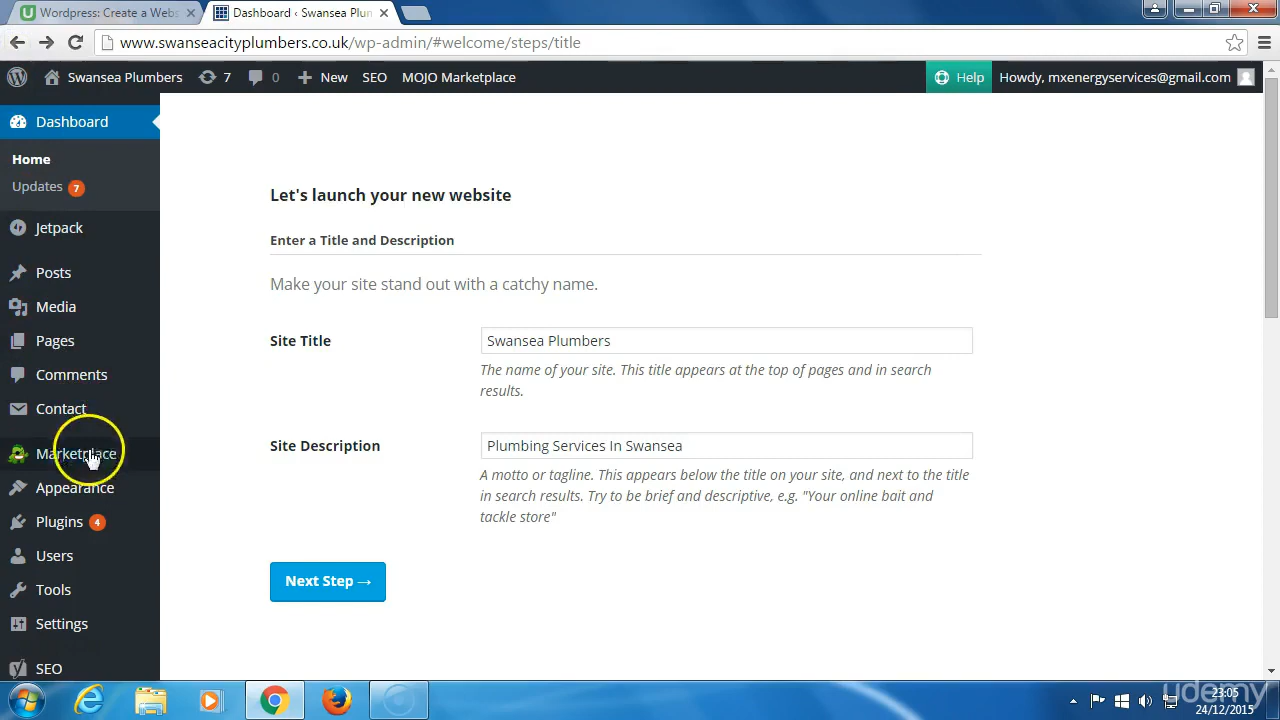 Wordpress: Create a Webs
Dashboard ‹ Swansea Plun
www.swanseacityplumbers.co.uk/wp-admin/#welcome/steps/title
Swansea Plumbers 7 0 New SEO MOJO Marketplace Help Howdy, mxenergyservices@gmail.com
Dashboard
Home
Updates 7
Jetpack
Posts
Media
Pages
Comments
Contact
Marketplace
Appearance
Plugins 4
Users
Tools
Settings
SEO
Let's launch your new website
Enter a Title and Description
Make your site stand out with a catchy name.
Site Title Swansea Plumbers
The name of your site. This title appears at the top of pages and in search
results.
Site Description Plumbing Services In Swansea
A motto or tagline. This appears below the title on your site, and next to the title
in search results. Try to be brief and descriptive, e.g. "Your online bait and
tackle store"
Next Step →
udemy
23:05
24/12/2015